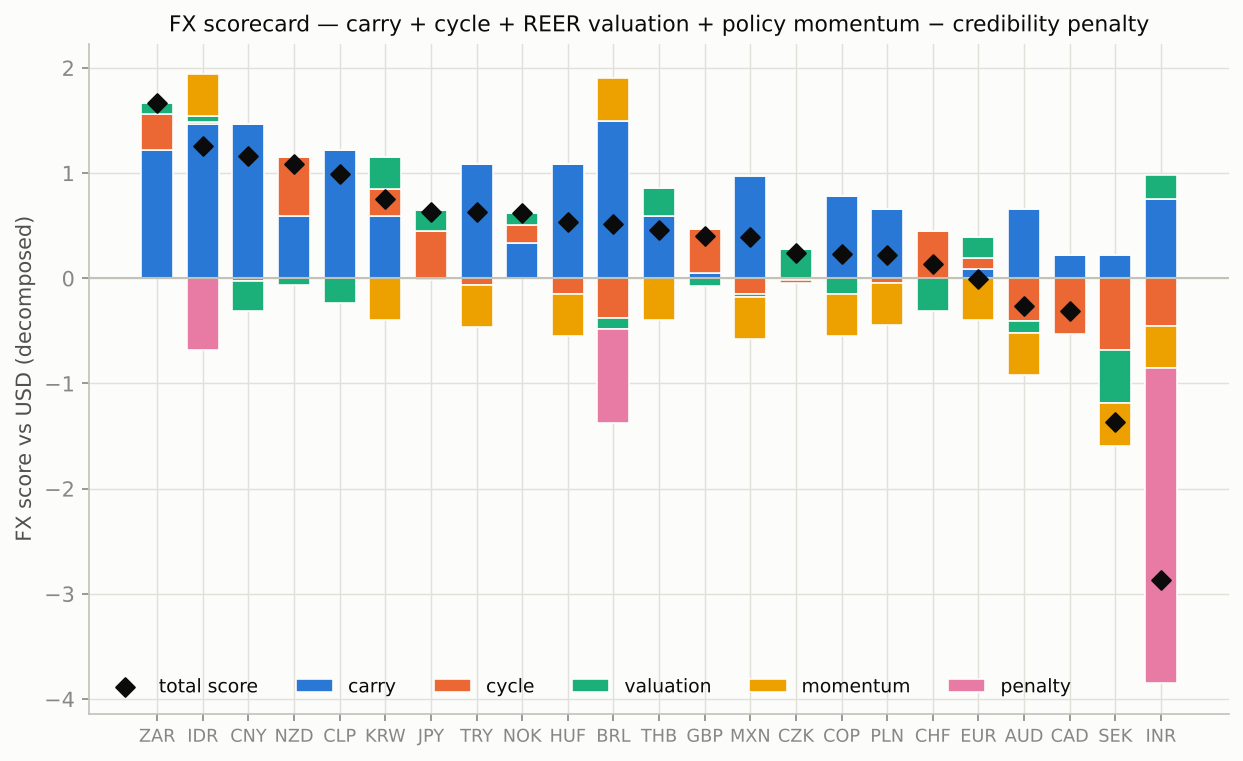 FX scorecard — carry + cycle + REER valuation + policy momentum − credibility penalty
FX score vs USD (decomposed)
2
1
0
−1
−2
−3
−4
total score carry cycle valuation momentum penalty
ZAR IDR CNY NZD CLP KRW JPY TRY NOK HUF BRL THB GBP MXN CZK COP PLN CHF EUR AUD CAD SEK INR